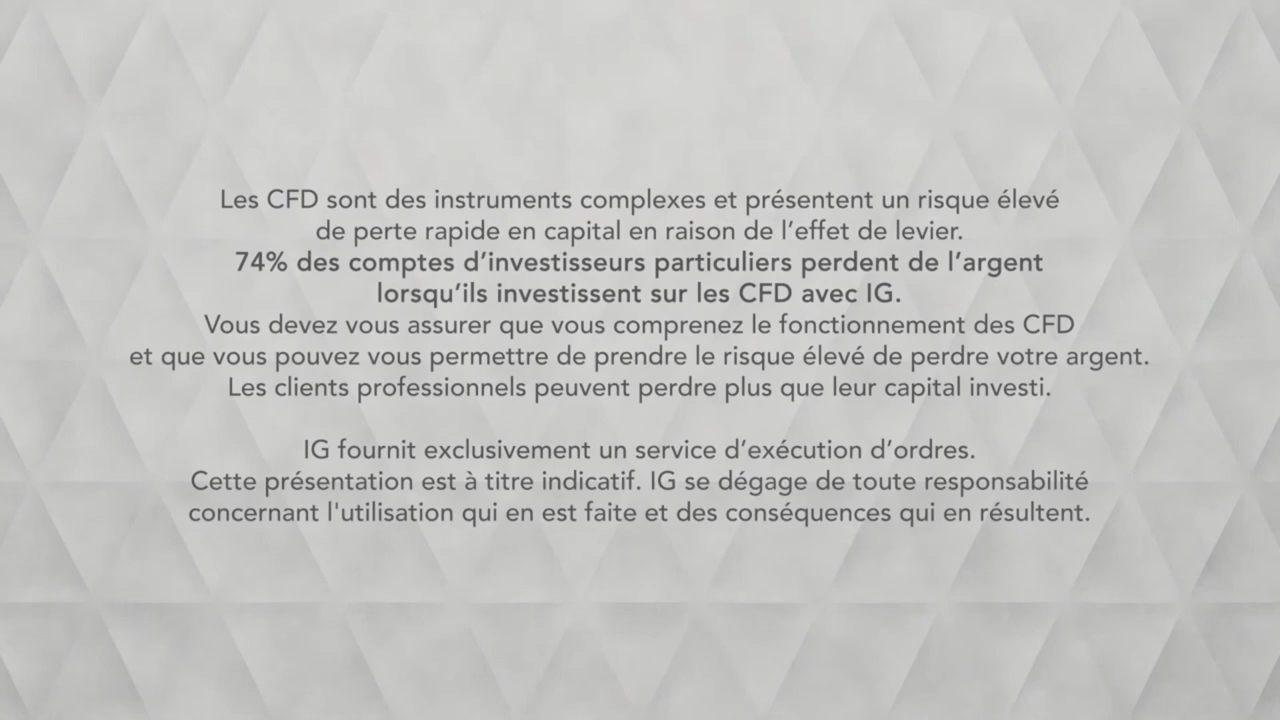 Les CFD sont des instruments complexes et présentent un risque élevé
de perte rapide en capital en raison de l’effet de levier.
74% des comptes d’investisseurs particuliers perdent de l’argent
lorsqu’ils investissent sur les CFD avec IG.
Vous devez vous assurer que vous comprenez le fonctionnement des CFD
et que vous pouvez vous permettre de prendre le risque élevé de perdre votre argent.
Les clients professionnels peuvent perdre plus que leur capital investi.
IG fournit exclusivement un service d’exécution d’ordres.
Cette présentation est à titre indicatif. IG se dégage de toute responsabilité
concernant l'utilisation qui en est faite et des conséquences qui en résultent.